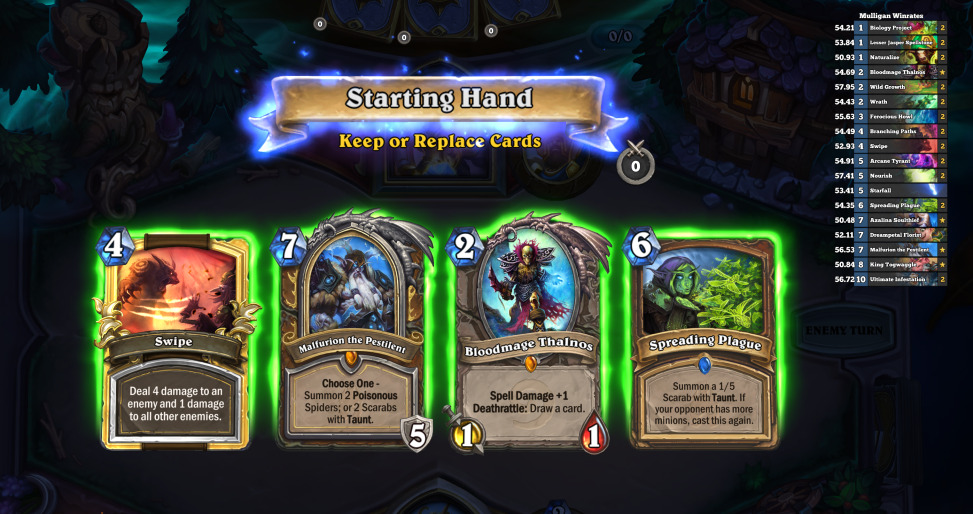 0
0
0
0/0
Starting Hand
Keep or Replace Cards
0
4
Swipe
Deal 4 damage to an
enemy and 1 damage
to all other enemies.
7
Malfurion the Pestilent
Choose One -
Summon 2 Poisonous
Spiders; or 2 Scarabs
with Taunt.
5
2
Bloodmage Thalnos
Spell Damage +1
Deathrattle: Draw a card.
1
1
6
Spreading Plague
Summon a 1/5
Scarab with Taunt. If
your opponent has more
minions, cast this again.
ENEMY TURN
Mulligan Winrates
54.21 1 Biology Project 2
53.84 1 Lesser Jasper Spellstone 2
50.93 1 Naturalize 2
54.69 2 Bloodmage Thalnos ★
57.95 2 Wild Growth 2
54.43 2 Wrath 2
55.63 3 Ferocious Howl 2
54.49 4 Branching Paths 2
52.93 4 Swipe 2
54.91 5 Arcane Tyrant 2
57.41 5 Nourish 2
53.41 5 Starfall
54.35 6 Spreading Plague 2
50.48 7 Azalina Soulthief ★
52.11 7 Dreampetal Florist
56.53 7 Malfurion the Pestilent ★
50.84 8 King Togwaggle ★
56.72 10 Ultimate Infestation 2